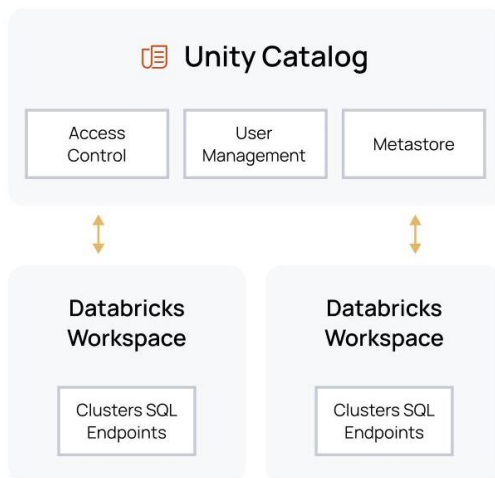 Unity Catalog
Access
Control
User
Management
Metastore
Databricks
Workspace
Clusters SQL
Endpoints
Databricks
Workspace
Clusters SQL
Endpoints